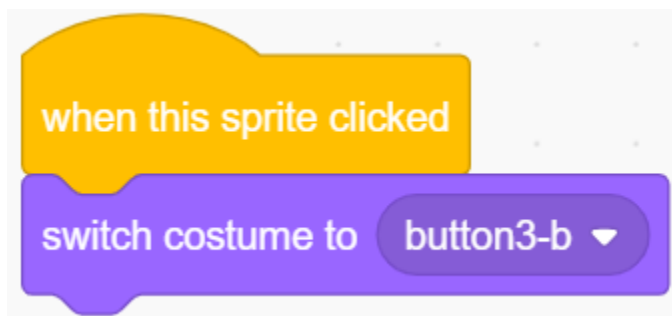 when this sprite clicked
switch costume to button3-b